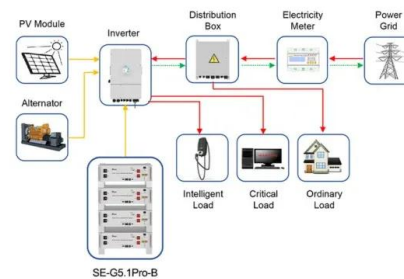 PV Module
Inverter
Distribution
Box
Electricity
Meter
Power
Grid
Alternator
Intelligent
Load
Critical
Load
Ordinary
Load
SE-G5.1Pro-B